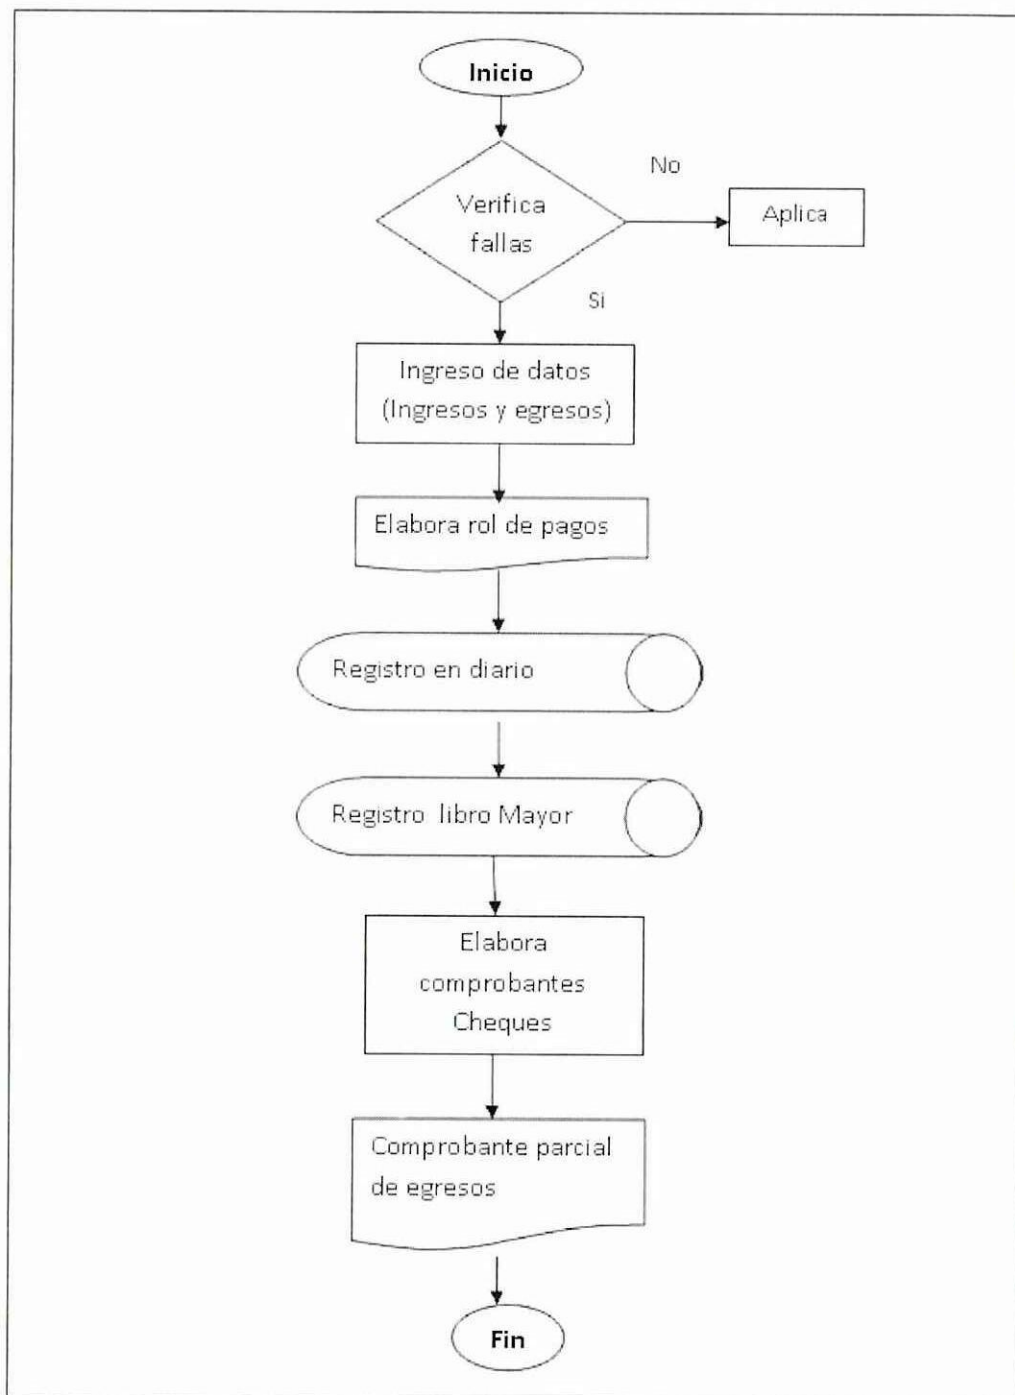 Inicio
Verifica
fallas
No
Aplica
Si
Ingreso de datos
(Ingresos y egresos)
Elabora rol de pagos
Registro en diario
Registro libro Mayor
Elabora
comprobantes
Cheques
Comprobante parcial
de egresos
Fin